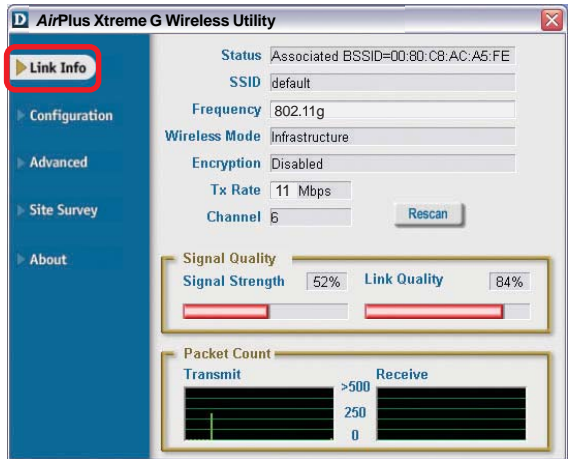 D AirPlus Xtreme G Wireless Utility
Link Info
Configuration
Advanced
Site Survey
About
Status Associated BSSID=00:80:C8:AC:A5:FE
SSID default
Frequency 802.11g
Wireless Mode Infrastructure
Encryption Disabled
Tx Rate 11 Mbps
Channel 6 Rescan
Signal Quality
Signal Strength 52% Link Quality 84%
Packet Count
Transmit Receive
>500
250
0